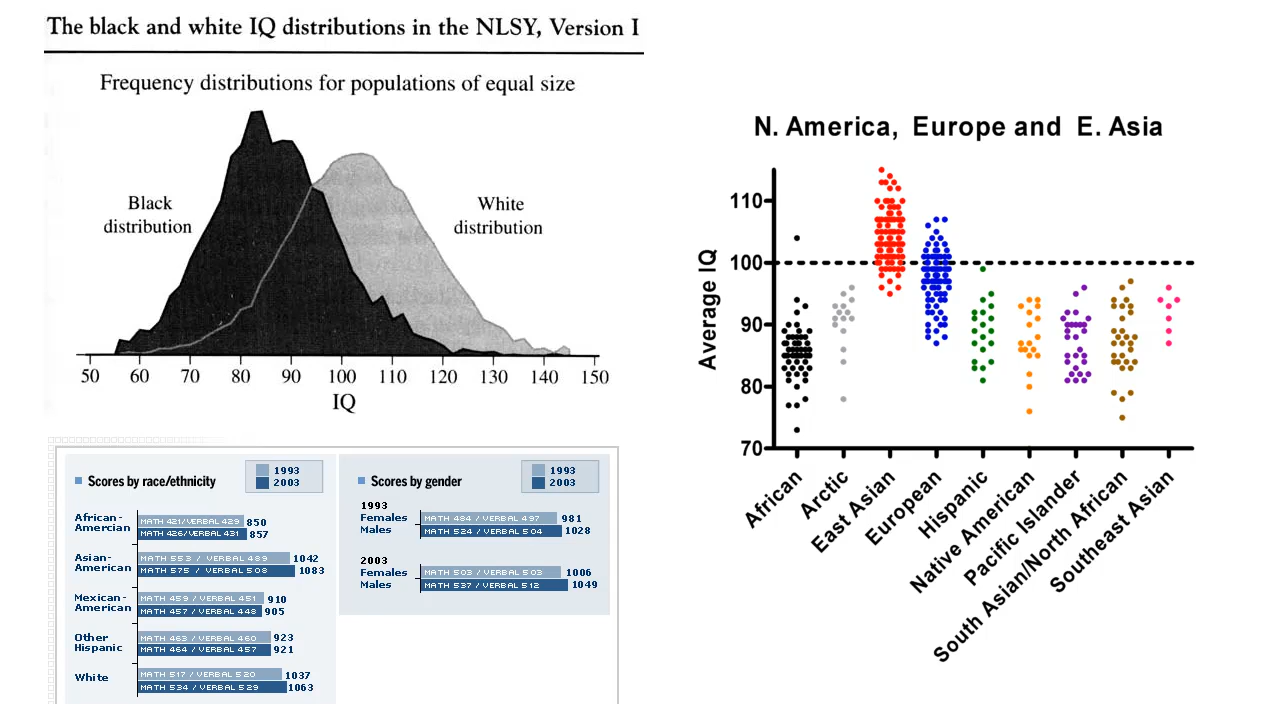 The black and white IQ distributions in the NLSY, Version I
Frequency distributions for populations of equal size
Black
distribution
White
distribution
50 60 70 80 90 100 110 120 130 140 150
IQ
Scores by race/ethnicity
1993
2003
African-
Amercian
MATH 421/VERBAL 429 850
MATH 426/VERBAL 431 857
Asian-
American
MATH 553 / VERBAL 489 1042
MATH 575 / VERBAL 508 1083
Mexican-
American
MATH 459 / VERBAL 451 910
MATH 457 / VERBAL 448 905
Other
Hispanic
MATH 463 / VERBAL 460 923
MATH 464 / VERBAL 457 921
White
MATH 517 / VERBAL 520 1037
MATH 534 / VERBAL 529 1063
Scores by gender
1993
2003
1993
Females
MATH 484 / VERBAL 497 981
Males
MATH 524 / VERBAL 504 1028
2003
Females
MATH 503 / VERBAL 503 1006
Males
MATH 537 / VERBAL 512 1049
N. America, Europe and E. Asia
Average IQ
110
100
90
80
70
African
Arctic
East Asian
European
Hispanic
Native American
Pacific Islander
South Asian/North African
Southeast Asian